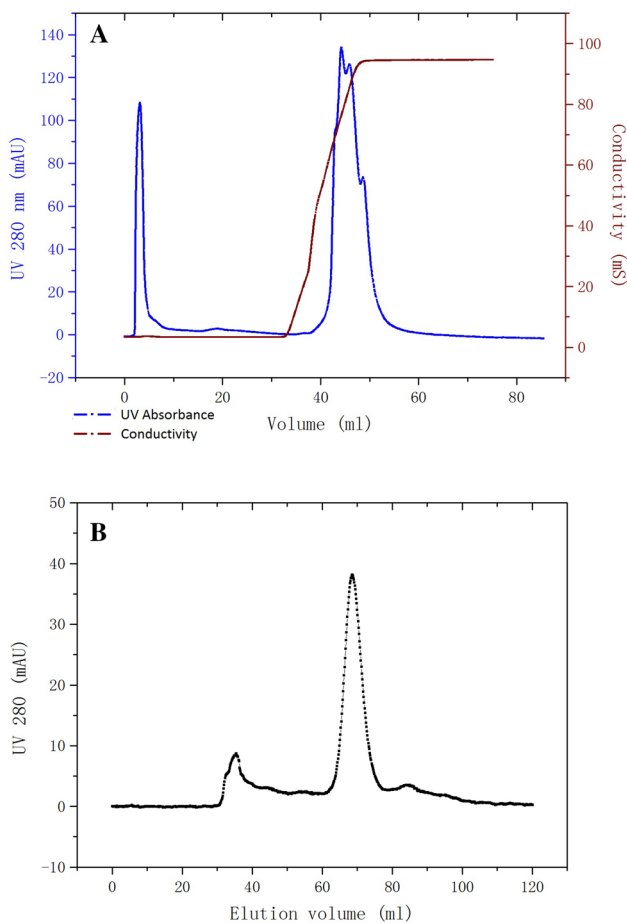 A
UV 280 nm (mAU)
140
120
100
80
60
40
20
0
-20
100
80
60
40
20
0
Conductivity (mS)
0 20 40 60 80
Volume (ml)
UV Absorbance
Conductivity
B
UV 280 (mAU)
50
40
30
20
10
0
-10
0 20 40 60 80 100 120
Elution volume (ml)